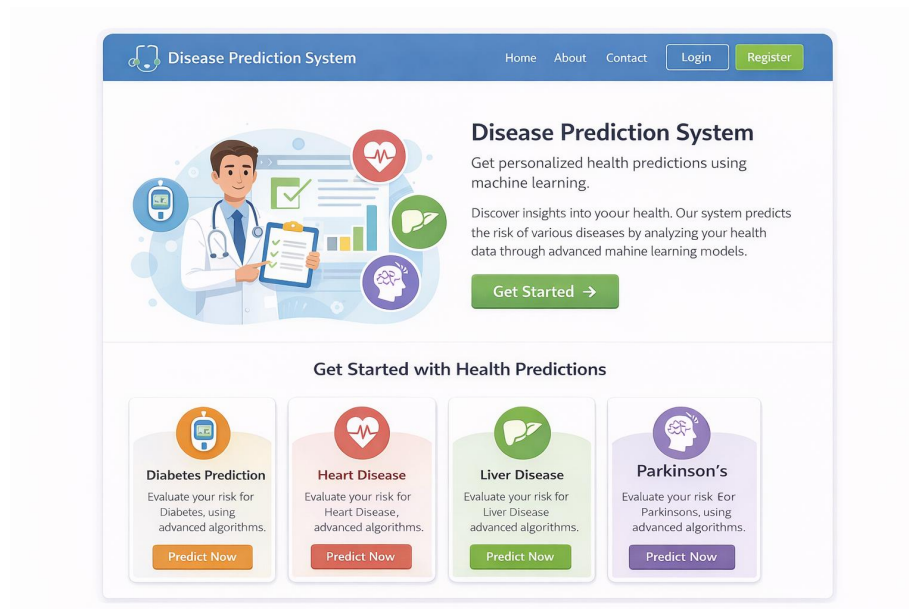 Disease Prediction System
Home About Contact Login Register
Disease Prediction System
Get personalized health predictions using
machine learning.
Discover insights into yoour health. Our system predicts
the risk of various diseases by analyzing your health
data through advanced mahine learning models.
Get Started →
Get Started with Health Predictions
Diabetes Prediction
Evaluate your risk for
Diabetes, using
advanced algorithms.
Predict Now
Heart Disease
Evaluate your risk for
Heart Disease,
advanced algorithms.
Predict Now
Liver Disease
Evaluate your risk for
Liver Disease
advanced algorithms.
Predict Now
Parkinson's
Evaluate your risk Eor
Parkinsons, using
advanced algorithms.
Predict Now